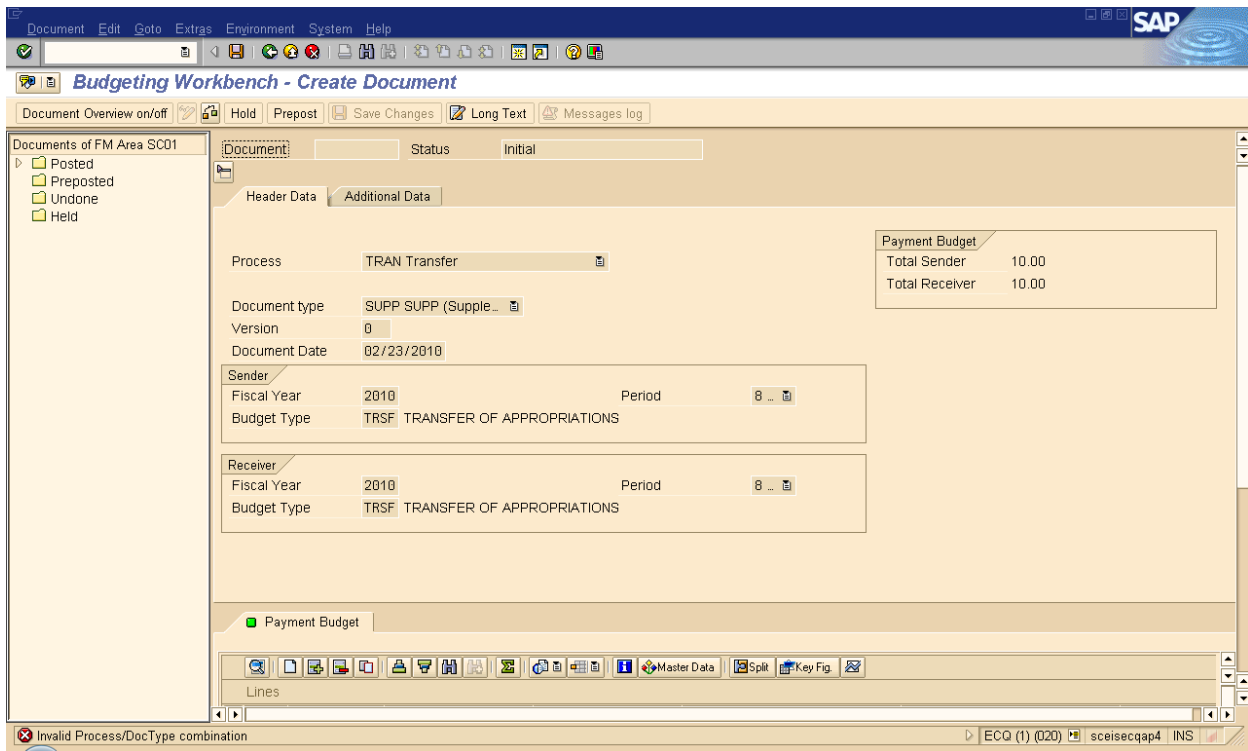 Document Edit Goto Extras Environment System Help
SAP
Budgeting Workbench - Create Document
Document Overview on/off Hold Prepost Save Changes Long Text Messages log
Documents of FM Area SC01
Posted
Preposted
Undone
Held
Document Status Initial
Header Data Additional Data
Process TRAN Transfer
Document type SUPP SUPP (Supple...
Version 0
Document Date 02/23/2010
Payment Budget
Total Sender 10.00
Total Receiver 10.00
Sender
Fiscal Year 2010 Period 8 ...
Budget Type TRSF TRANSFER OF APPROPRIATIONS
Receiver
Fiscal Year 2010 Period 8 ...
Budget Type TRSF TRANSFER OF APPROPRIATIONS
Payment Budget
Master Data Split Key Fig.
Lines
Invalid Process/DocType combination
ECQ (1) (020) sceisecqap4 INS